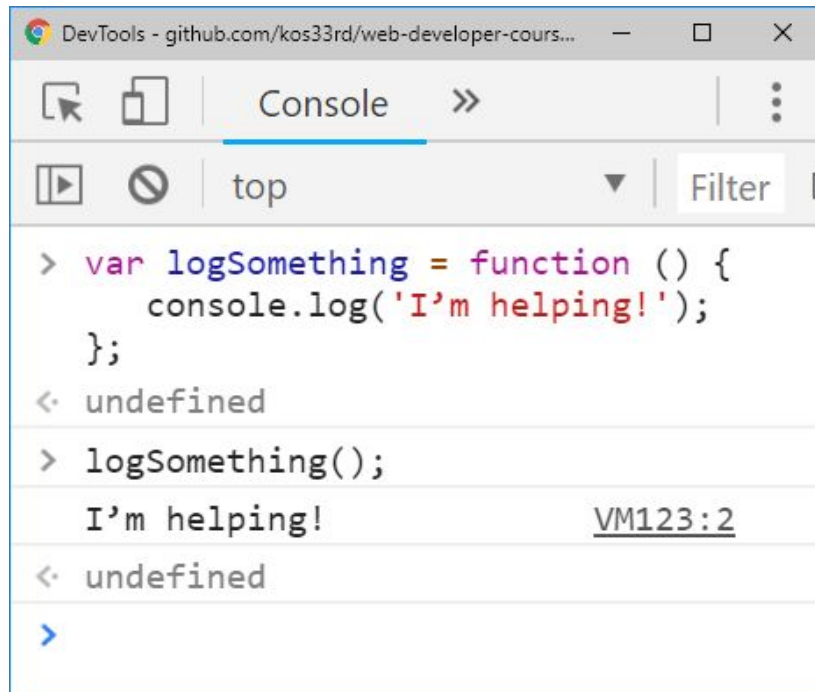 DevTools - github.com/kos33rd/web-developer-cours...
Console »
top ▼ Filter
> var logSomething = function () {
console.log('I’m helping!');
};
undefined
> logSomething();
I’m helping! VM123:2
undefined
>